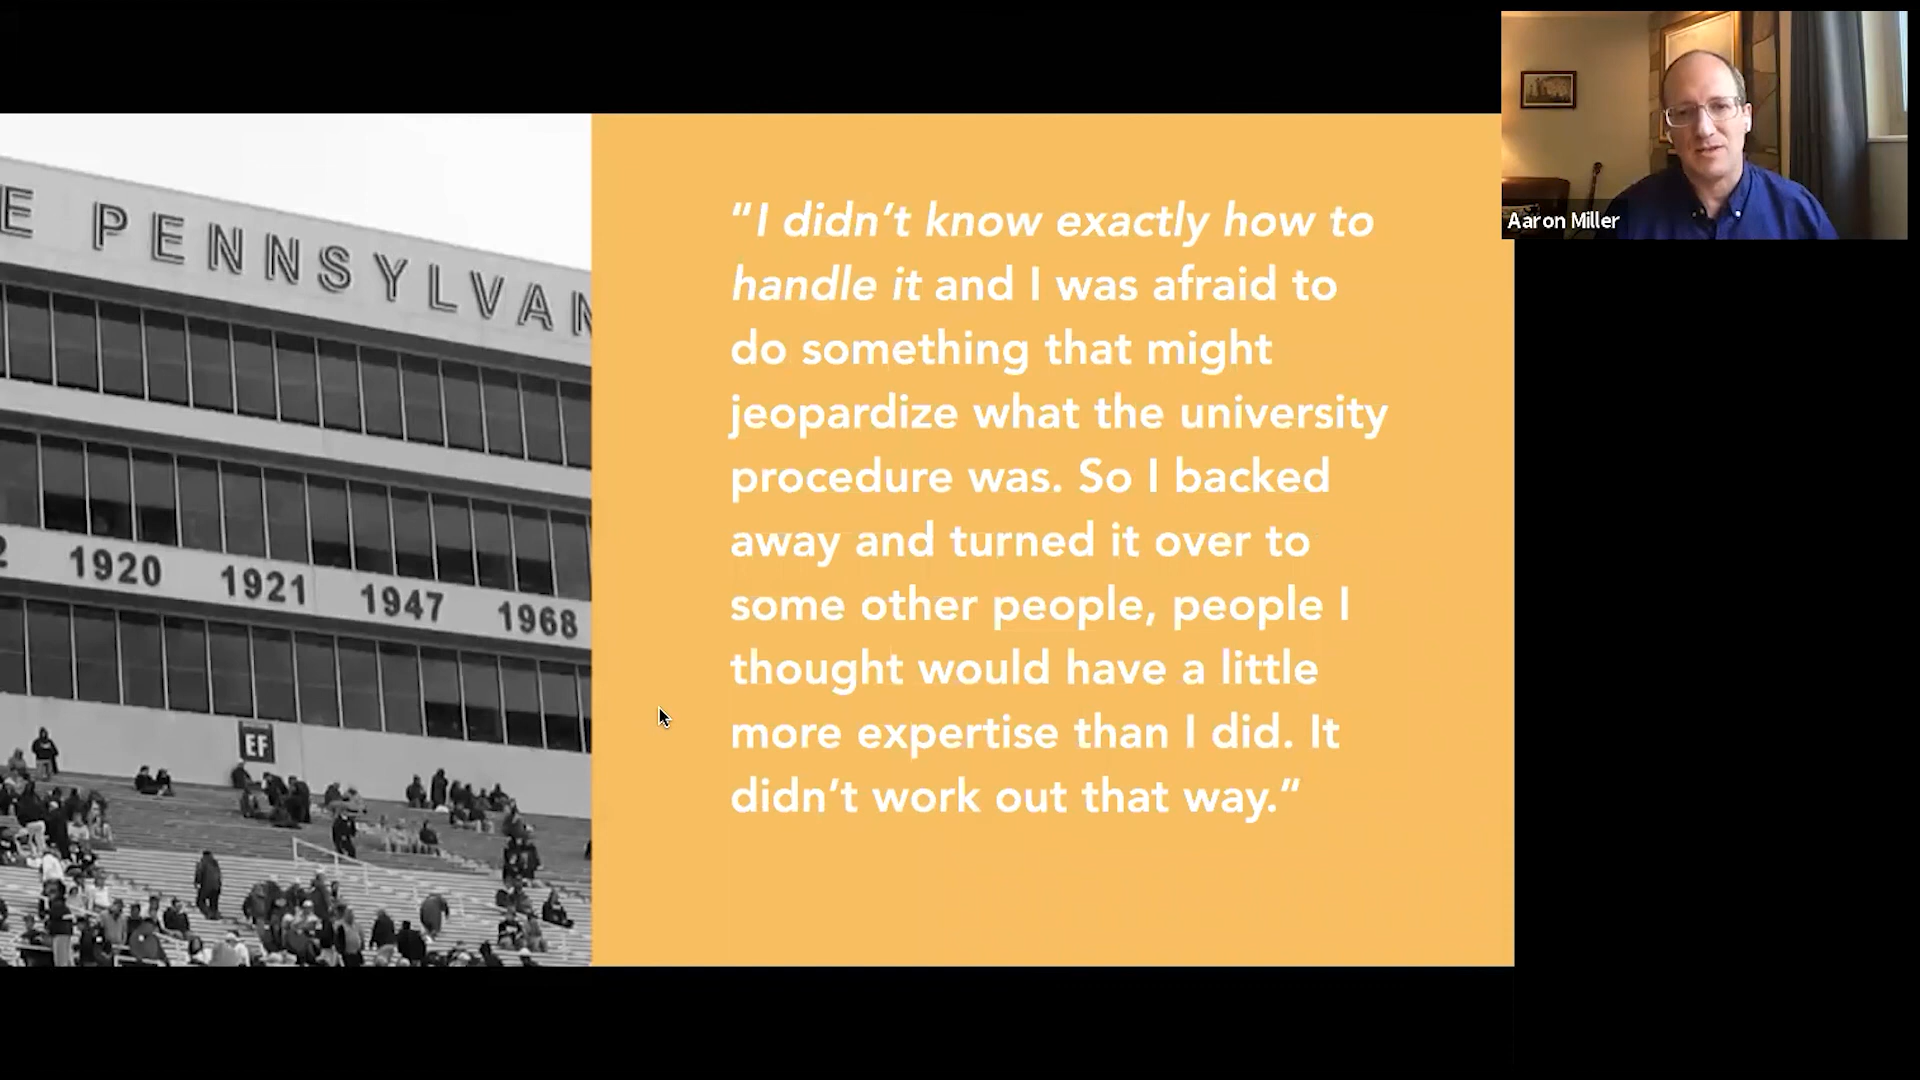 E PENNSYLVAN
1920 1921 1947 1968
EF
“I didn’t know exactly how to
handle it and I was afraid to
do something that might
jeopardize what the university
procedure was. So I backed
away and turned it over to
some other people, people I
thought would have a little
more expertise than I did. It
didn’t work out that way.”
Aaron Miller